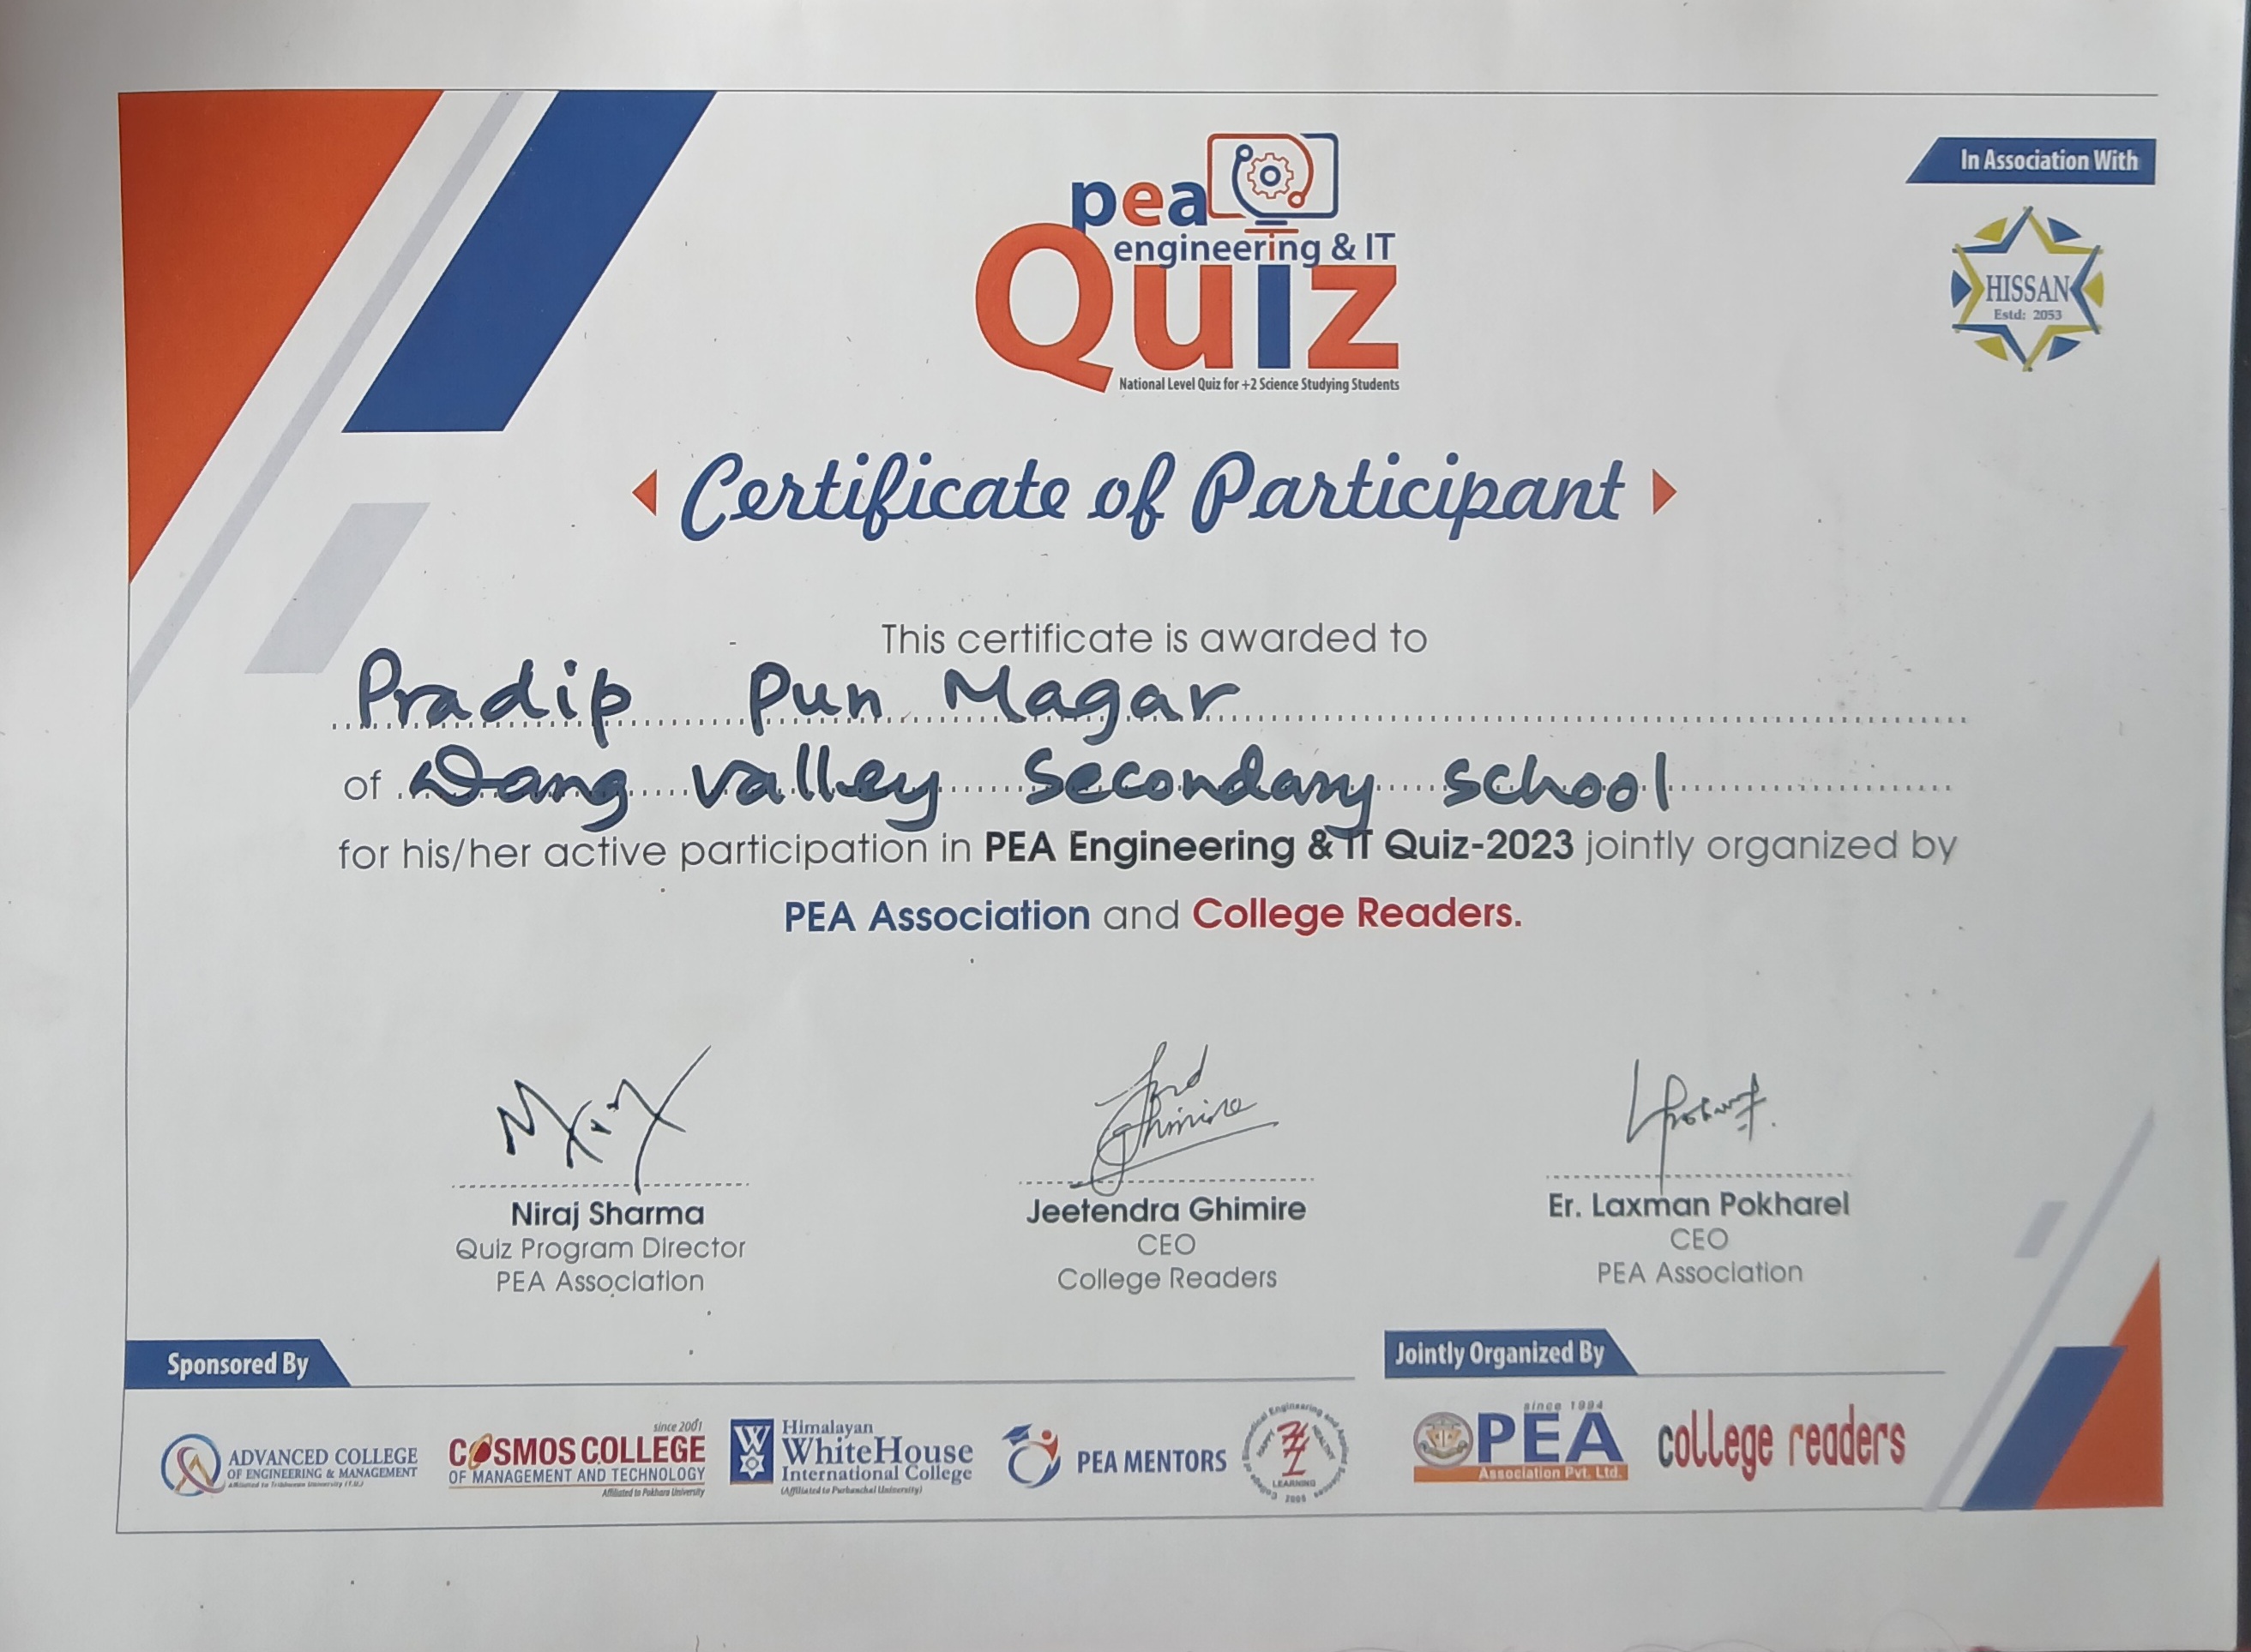 pea
engineering & IT
Quiz
National Level Quiz for +2 Science Studying Students
In Association With
HISSAN
Estd: 2053
Certificate of Participant
This certificate is awarded to
Pradip Pun Magar
of Dang valley Secondary School
for his/her active participation in PEA Engineering & IT Quiz-2023 jointly organized by
PEA Association and College Readers.
Niraj Sharma
Quiz Program Director
PEA Association
Jeetendra Ghimire
CEO
College Readers
Er. Laxman Pokharel
CEO
PEA Association
Sponsored By
ADVANCED COLLEGE
OF ENGINEERING & MANAGEMENT
Affiliated to Tribhuvan University (T.U.)
since 2001
COSMOS COLLEGE
OF MANAGEMENT AND TECHNOLOGY
Affiliated to Pokhara University
Himalayan
WhiteHouse
International College
(Affiliated to Purbanchal University)
PEA MENTORS
LEARNING
Jointly Organized By
since 1994
PEA
Association Pvt. Ltd.
college readers